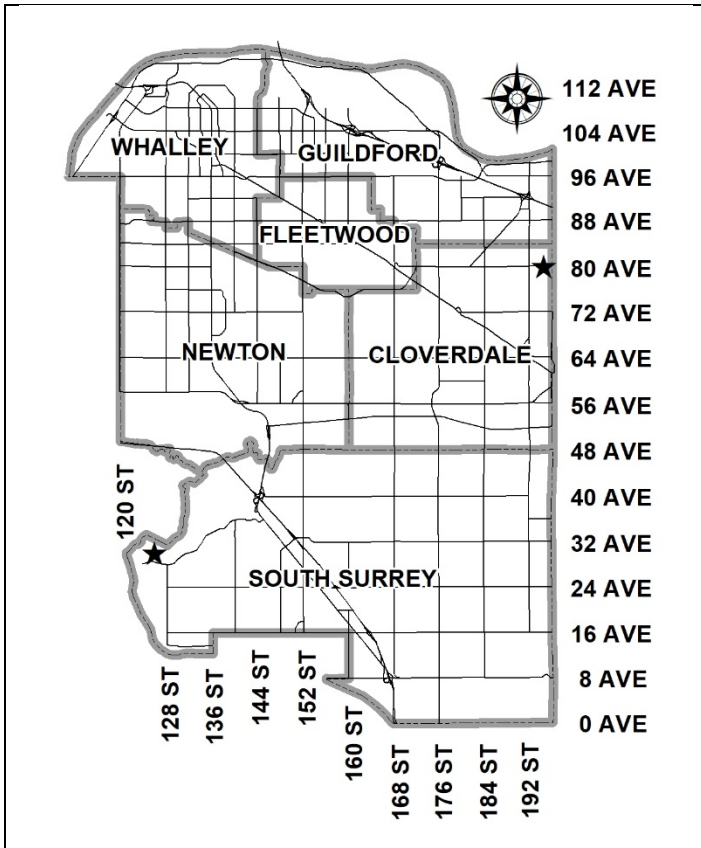 112 AVE
104 AVE
WHALLEY
GUILDFORD
96 AVE
88 AVE
FLEETWOOD
80 AVE
72 AVE
NEWTON
CLOVERDALE
64 AVE
56 AVE
48 AVE
120 ST
40 AVE
32 AVE
SOUTH SURREY
24 AVE
16 AVE
128 ST
136 ST
144 ST
152 ST
160 ST
8 AVE
168 ST
176 ST
184 ST
192 ST
0 AVE